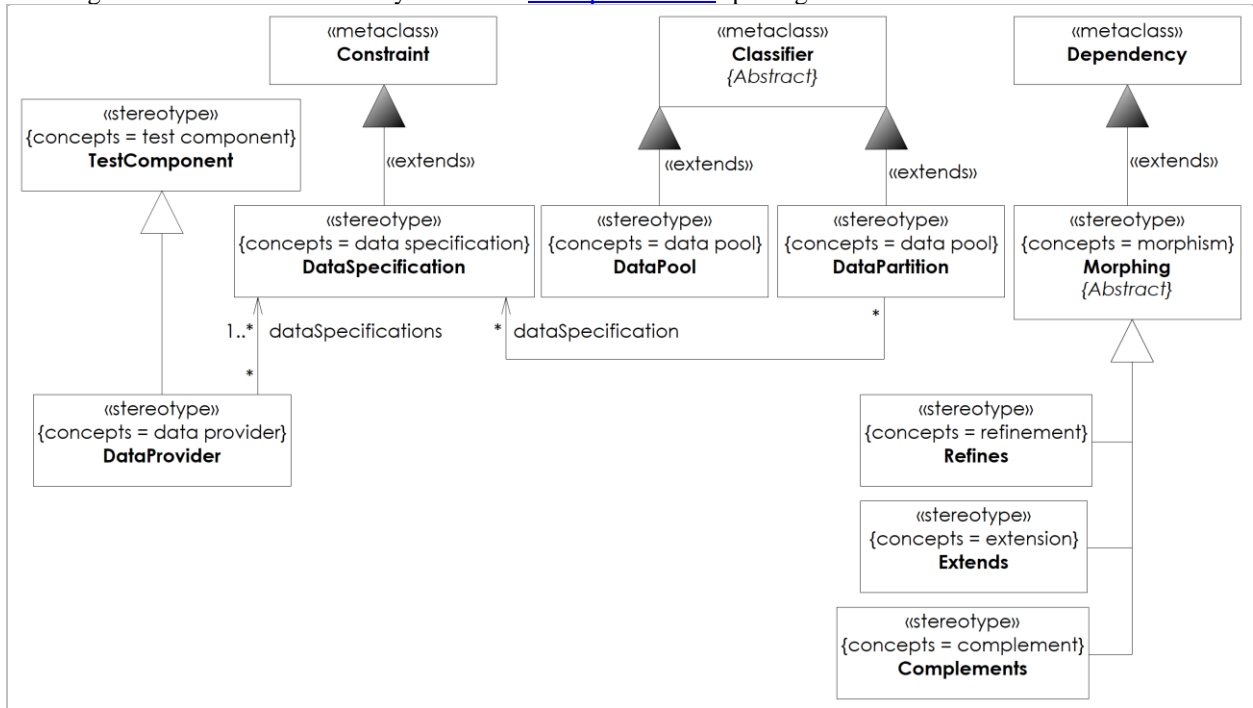 «metaclass»
Constraint
«metaclass»
Classifier
{Abstract}
«metaclass»
Dependency
«stereotype»
{concepts = test component}
TestComponent
«extends»
«extends»
«extends»
«extends»
«stereotype»
{concepts = data specification}
DataSpecification
«stereotype»
{concepts = data pool}
DataPool
«stereotype»
{concepts = data pool}
DataPartition
«stereotype»
{concepts = morphism}
Morphing
{Abstract}
1..* dataSpecifications
* dataSpecification
*
*
«stereotype»
{concepts = data provider}
DataProvider
«stereotype»
{concepts = refinement}
Refines
«stereotype»
{concepts = extension}
Extends
«stereotype»
{concepts = complement}
Complements